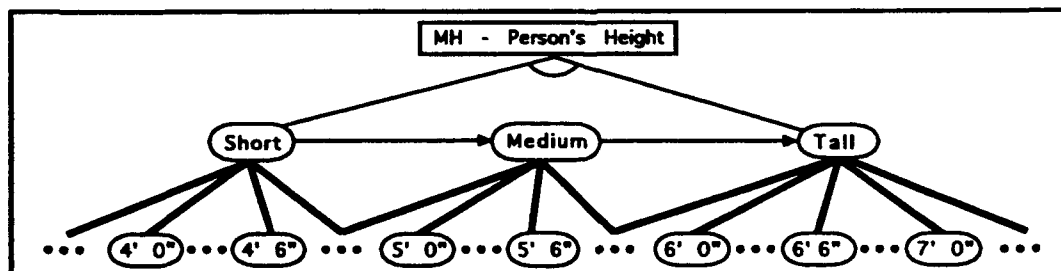 MH - Person's Height
Short Medium Tall
•••• 4' 0" ••• 4' 6" •••• 5' 0" ••• 5' 6" •••• 6' 0" ••• 6' 6" ••• 7' 0" ••••